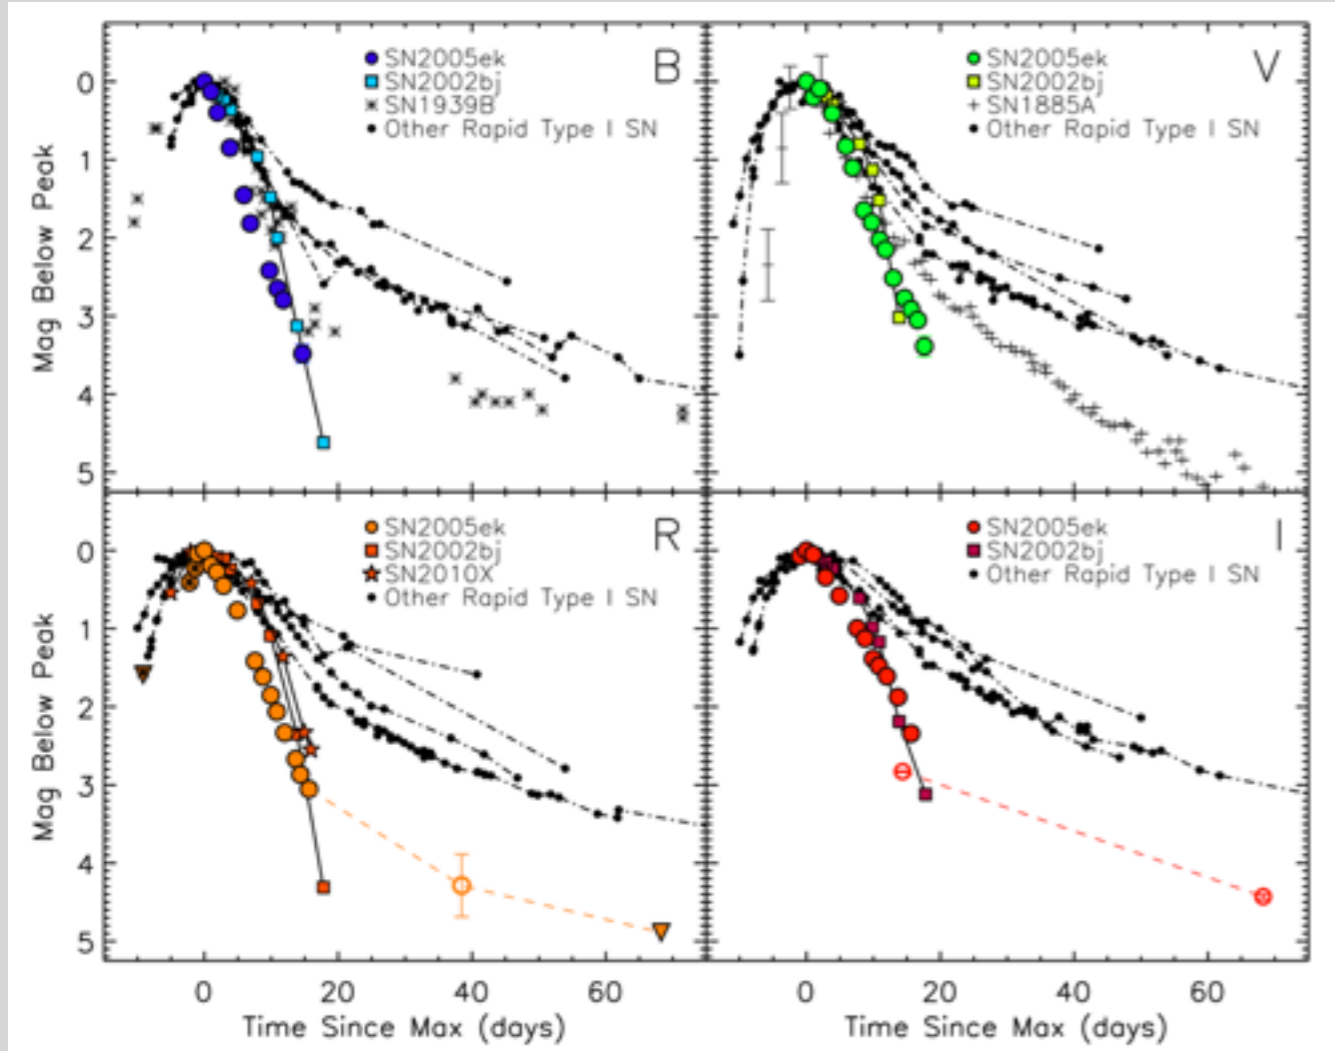 SN2005ek
SN2002bj
SN1939B
Other Rapid Type I SN
B
SN2005ek
SN2002bj
SN1885A
Other Rapid Type I SN
V
0
1
2
3
4
5
Mag Below Peak
SN2005ek
SN2002bj
SN2010X
Other Rapid Type I SN
R
SN2005ek
SN2002bj
Other Rapid Type I SN
I
0
1
2
3
4
5
Mag Below Peak
0 20 40 60
0 20 40 60
Time Since Max (days)
Time Since Max (days)